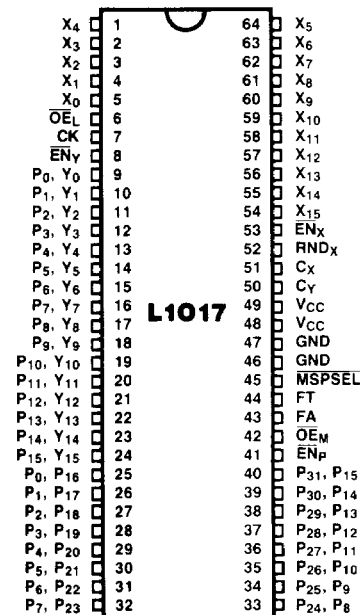 X₄ 1 64 X₅
X₃ 2 63 X₆
X₂ 3 62 X₇
X₁ 4 61 X₈
X₀ 5 60 X₉
O̅E̅L 6 59 X₁₀
CK 7 58 X₁₁
E̅N̅Y 8 57 X₁₂
P₀, Y₀ 9 56 X₁₃
P₁, Y₁ 10 55 X₁₄
P₂, Y₂ 11 54 X₁₅
P₃, Y₃ 12 53 E̅N̅X
P₄, Y₄ 13 52 RNDX
P₅, Y₅ 14 51 CX
P₆, Y₆ 15 50 CY
P₇, Y₇ 16 49 VCC
L1017
P₈, Y₈ 17 48 VCC
P₉, Y₉ 18 47 GND
P₁₀, Y₁₀ 19 46 GND
P₁₁, Y₁₁ 20 45 M̅S̅P̅S̅E̅L̅
P₁₂, Y₁₂ 21 44 FT
P₁₃, Y₁₃ 22 43 FA
P₁₄, Y₁₄ 23 42 O̅E̅M
P₁₅, Y₁₅ 24 41 E̅N̅P
P₀, P₁₆ 25 40 P₃₁, P₁₅
P₁, P₁₇ 26 39 P₃₀, P₁₄
P₂, P₁₈ 27 38 P₂₉, P₁₃
P₃, P₁₉ 28 37 P₂₈, P₁₂
P₄, P₂₀ 29 36 P₂₇, P₁₁
P₅, P₂₁ 30 35 P₂₆, P₁₀
P₆, P₂₂ 31 34 P₂₅, P₉
P₇, P₂₃ 32 33 P₂₄, P₈